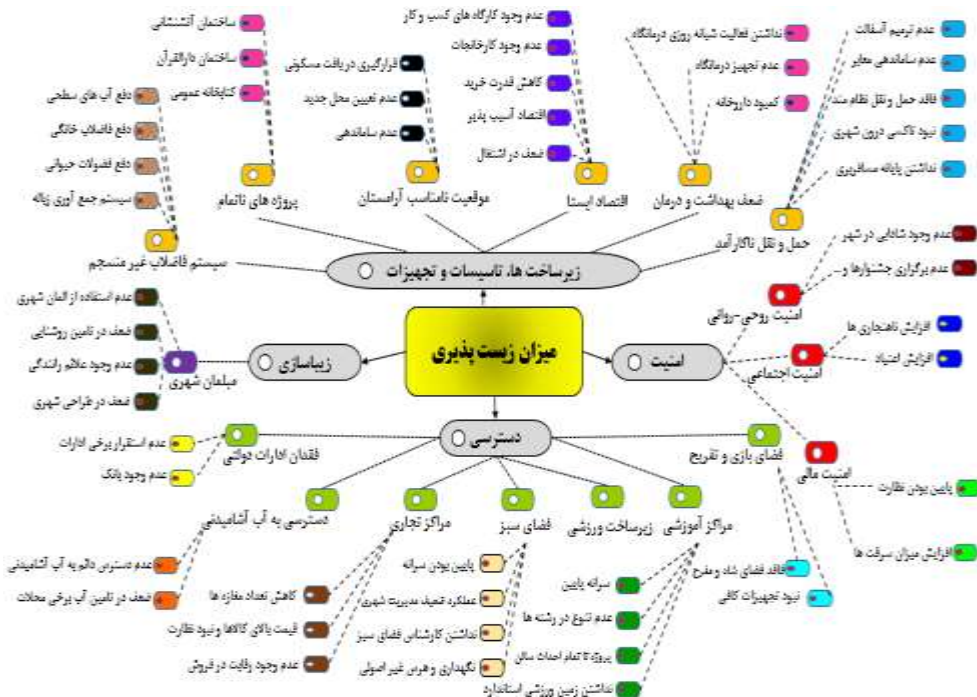 ساختمان آتشنشانی
ساختمان دارالقرآن
کتابخانه عمومی
پروژه های ناتمام
قرارگیری در بافت مسکونی
عدم تعیین محل جدید
عدم ساماندهی
موقعیت نامناسب آرامستان
عدم وجود کارگاه های کسب و کار
عدم وجود کارخانجات
کاهش قدرت خرید
اقتصاد آسیب پذیر
ضعف در اشتغال
اقتصاد ایستا
نداشتن فعالیت شبانه روزی درمانگاه
عدم تجهیز درمانگاه
کمبود داروخانه
ضعف بهداشت و درمان
عدم ترمیم آسفالت
عدم ساماندهی معابر
فاقد حمل و نقل نظام مند
نبود تاکسی درون شهری
نداشتن پایانه مسافربری
حمل و نقل ناکارآمد
دفع آب های سطحی
دفع فاضلاب خانگی
دفع فضولات حیوانی
سیستم جمع آوری زباله
سیستم فاضلاب غیر منسجم
زیرساخت ها، تاسیسات و تجهیزات
عدم وجود شادابی در شهر
عدم برگزاری جشنوارها و
امنیت روحی-روانی
افزایش ناهنجاری ها
افزایش اعتیاد
امنیت اجتماعی
امنیت
میزان زیست پذیری
زیباسازی
مبلمان شهری
عدم استفاده از المان شهری
ضعف در تامین روشنایی
عدم وجود علائم رانندگی
ضعف در طراحی شهری
امنیت مالی
پایین بودن نظارت
افزایش میزان سرقت ها
دسترسی
فضای بازی و تفریح
فاقد فضای شاد و مفرح
نبود تجهیزات کافی
فقدان ادارات دولتی
عدم استقرار برخی ادارات
عدم وجود بانک
مراکز آموزشی
زیرساخت ورزشی
فضای سبز
مراکز تجاری
دسترسی به آب آشامیدنی
سرانه پایین
عدم تنوع در رشته ها
پروژه نا تمام احداث سالن
نداشتن زمین ورزشی استاندارد
پایین بودن سرانه
عملکرد ضعیف مدیریت شهری
نداشتن کارشناس فضای سبز
نگهداری و هرس غیر اصولی
کاهش تعداد مغازه ها
قیمت بالای کالاها و نبود نظارت
عدم وجود رقابت در فروش
عدم دسترس دائم به آب آشامیدنی
ضعف در تامین آب برخی محلات